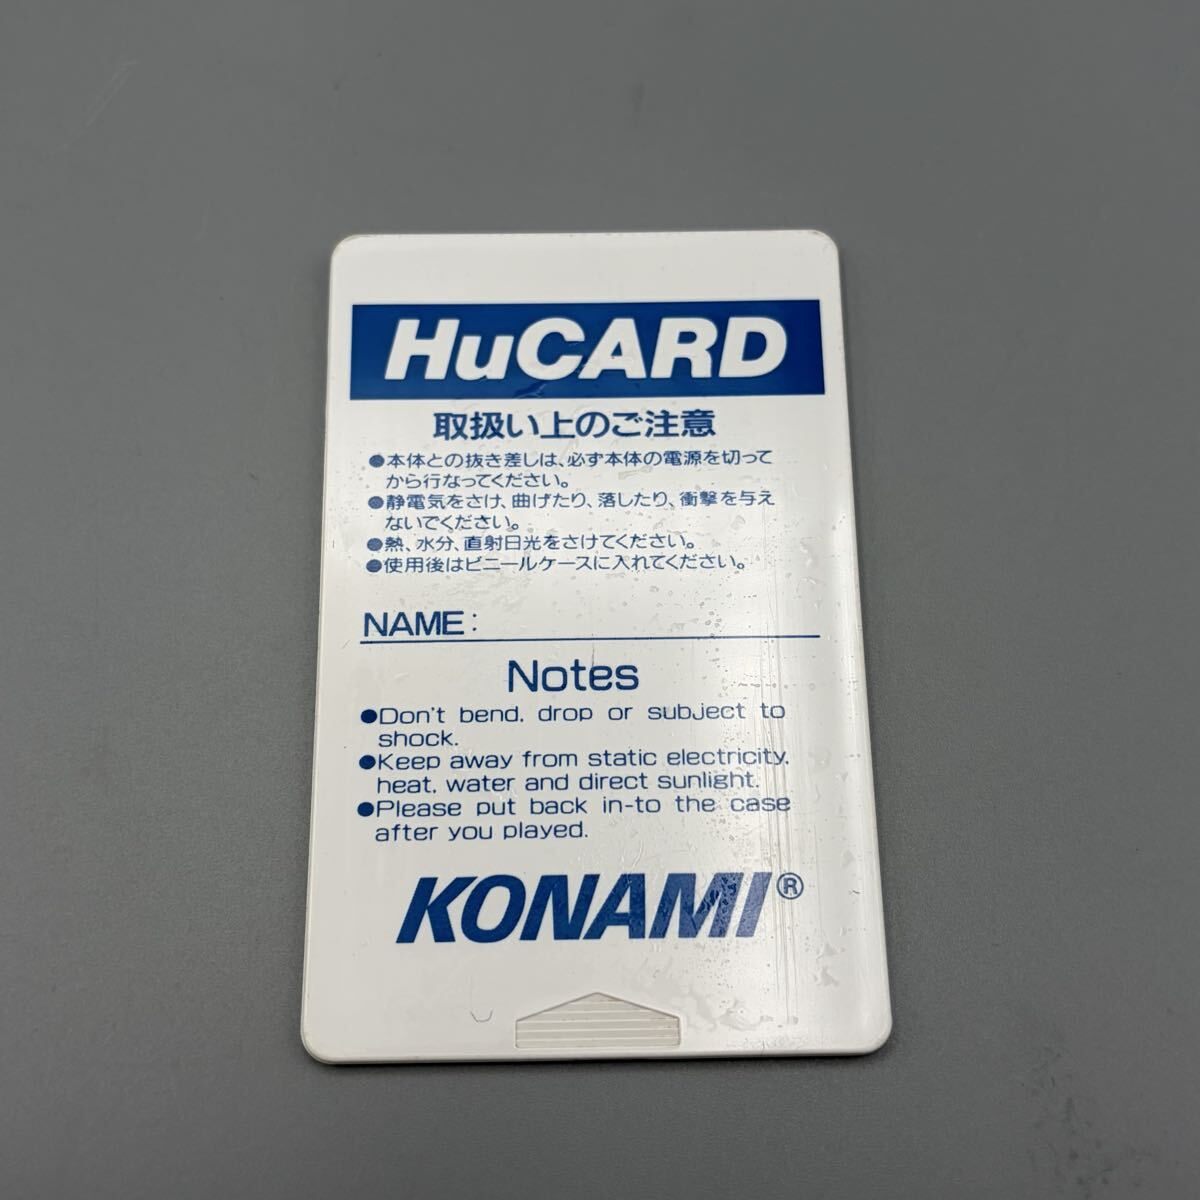 HuCARD
取扱い上のご注意
●本体との抜き差しは、必ず本体の電源を切って
から行なってください。
●静電気をさけ、曲げたり、落したり、衝撃を与え
ないでください。
●熱、水分、直射日光をさけてください。
●使用後はビニールケースに入れてください。
NAME:
Notes
●Don't bend, drop or subject to
shock.
●Keep away from static electricity,
heat, water and direct sunlight.
●Please put back in-to the case
after you played.
KONAMI®